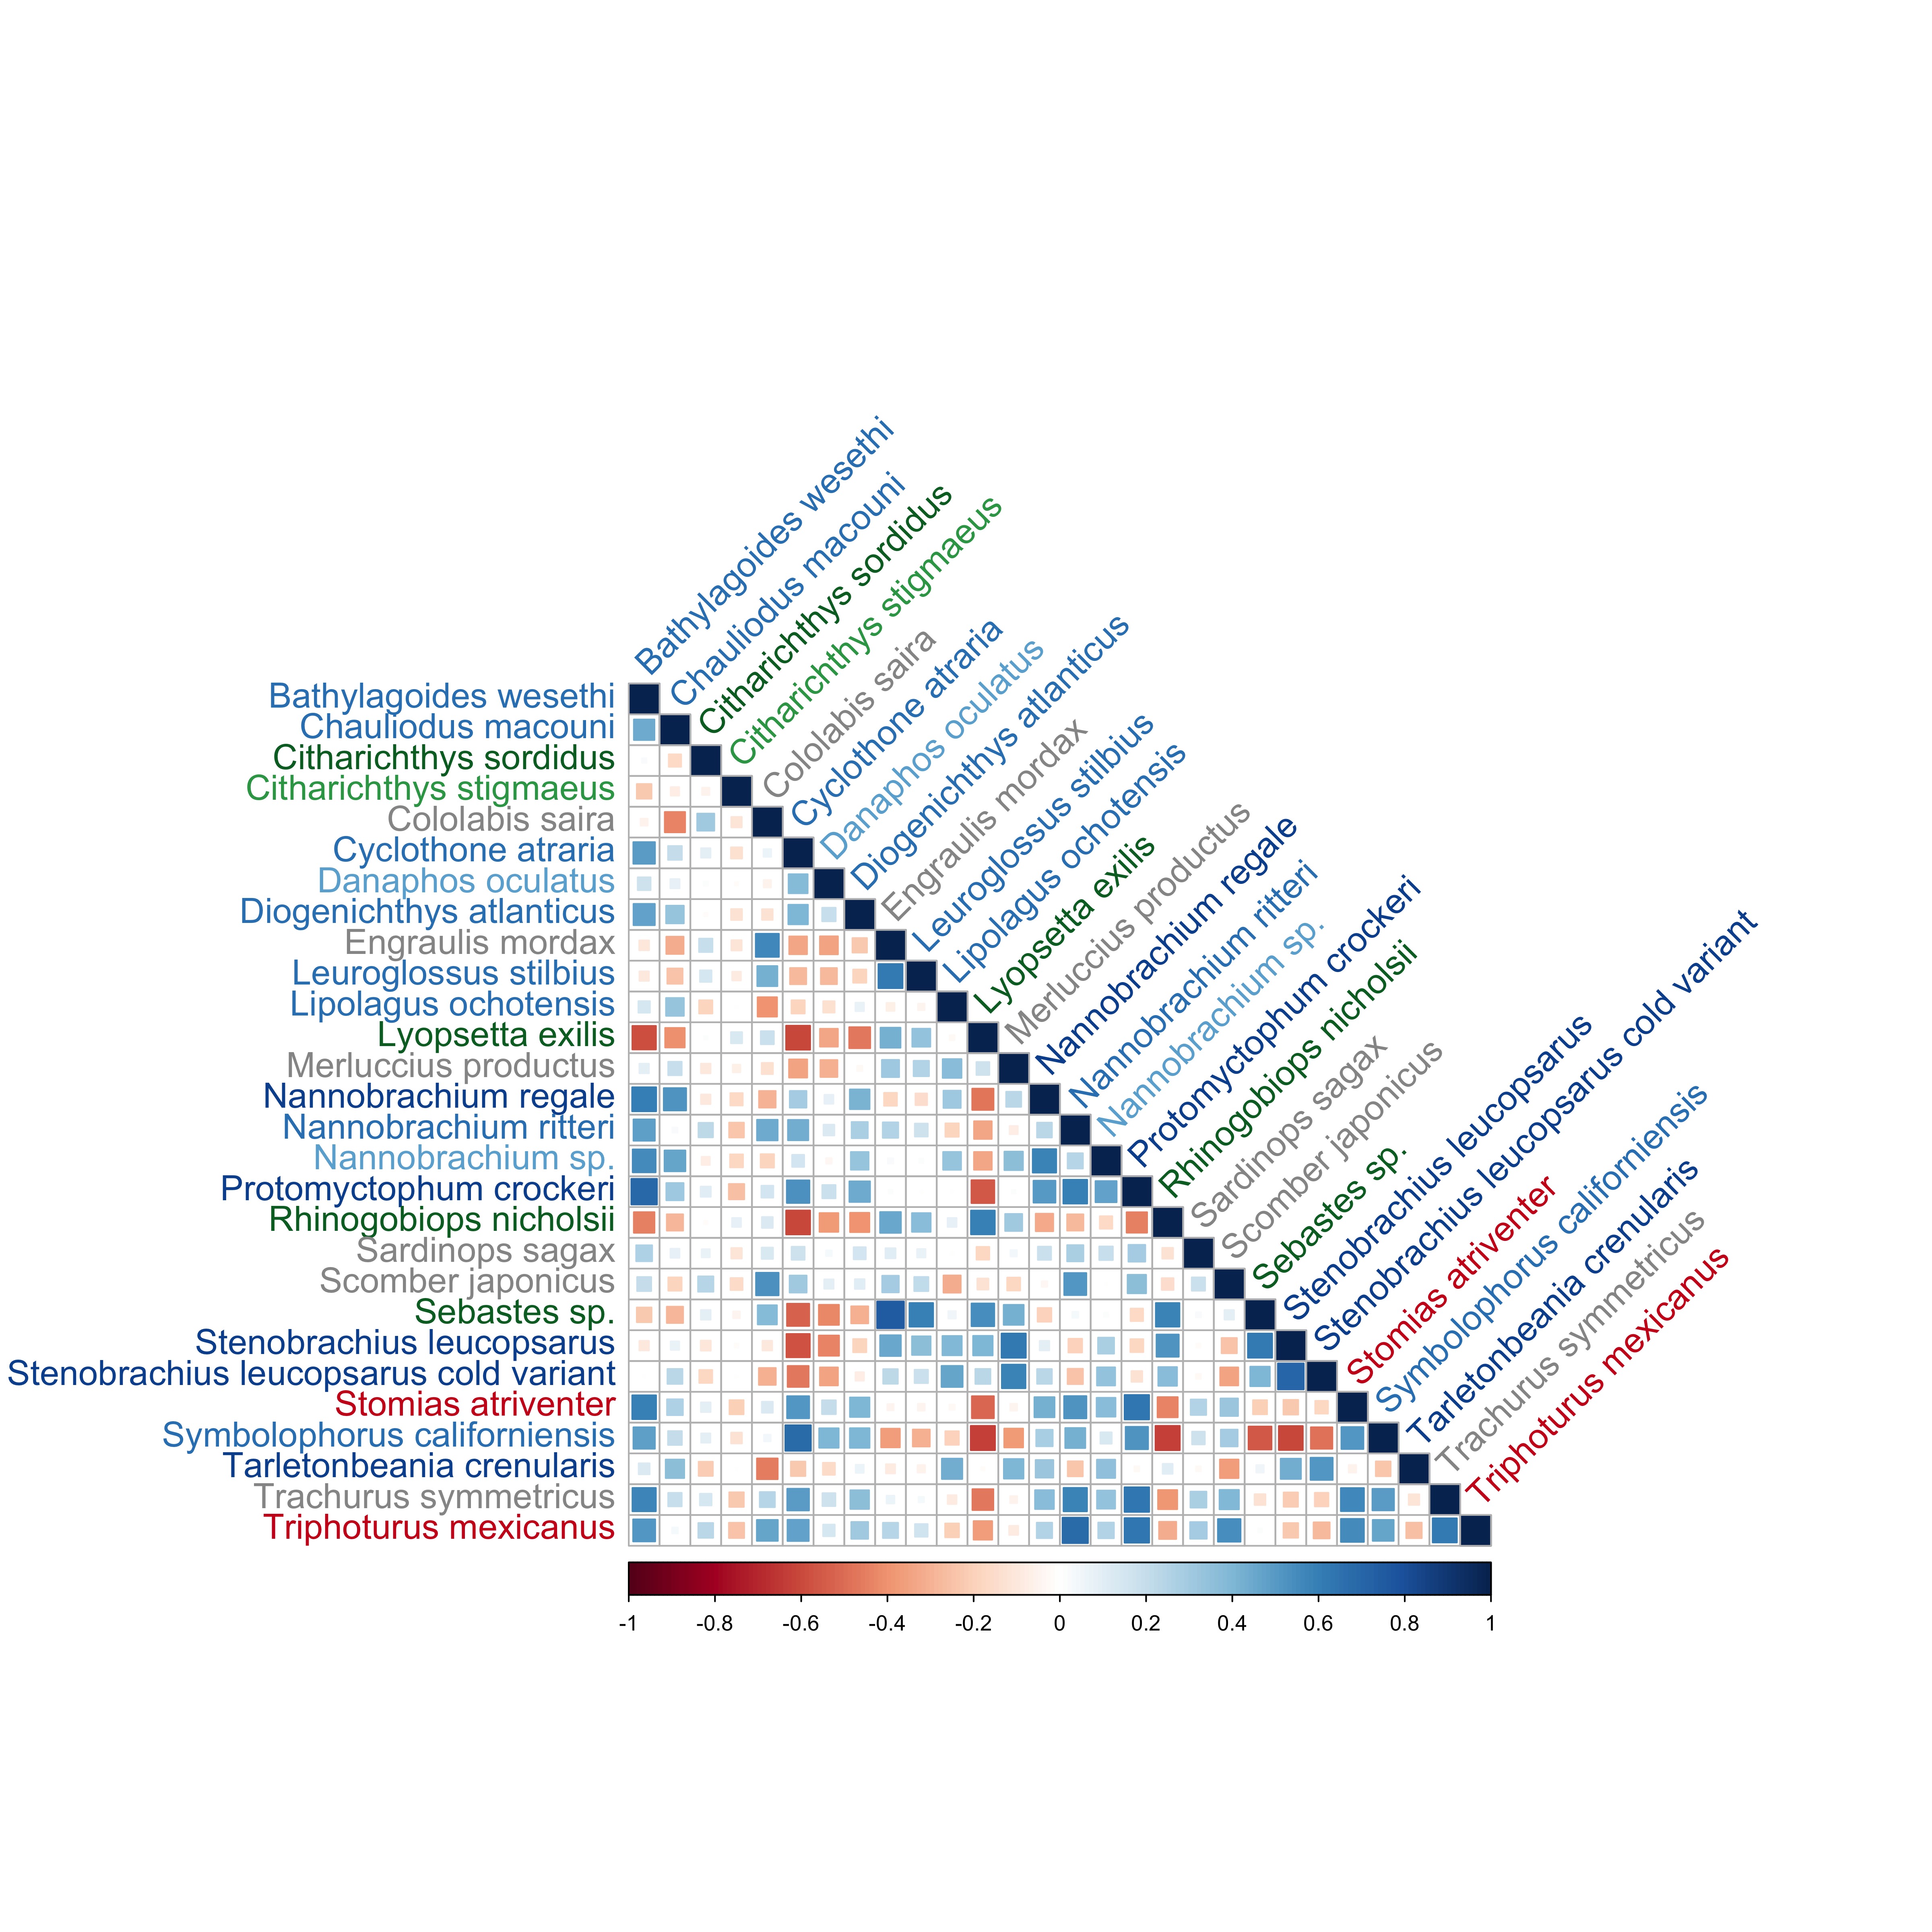 Bathylagoides wesethi
Chauliodus macouni
Citharichthys sordidus
Citharichthys stigmaeus
Cololabis saira
Cyclothone atraria
Danaphos oculatus
Diogenichthys atlanticus
Engraulis mordax
Leuroglossus stilbius
Lipolagus ochotensis
Lyopsetta exilis
Merluccius productus
Nannobrachium regale
Nannobrachium ritteri
Nannobrachium sp.
Protomyctophum crockeri
Rhinogobiops nicholsii
Sardinops sagax
Scomber japonicus
Sebastes sp.
Stenobrachius leucopsarus
Stenobrachius leucopsarus cold variant
Stomias atriventer
Symbolophorus californiensis
Tarletonbeania crenularis
Trachurus symmetricus
Triphoturus mexicanus
Bathylagoides wesethi
Chauliodus macouni
Citharichthys sordidus
Citharichthys stigmaeus
Cololabis saira
Cyclothone atraria
Danaphos oculatus
Diogenichthys atlanticus
Engraulis mordax
Leuroglossus stilbius
Lipolagus ochotensis
Lyopsetta exilis
Merluccius productus
Nannobrachium regale
Nannobrachium ritteri
Nannobrachium sp.
Protomyctophum crockeri
Rhinogobiops nicholsii
Sardinops sagax
Scomber japonicus
Sebastes sp.
Stenobrachius leucopsarus
Stenobrachius leucopsarus cold variant
Stomias atriventer
Symbolophorus californiensis
Tarletonbeania crenularis
Trachurus symmetricus
Triphoturus mexicanus
-1 -0.8 -0.6 -0.4 -0.2 0 0.2 0.4 0.6 0.8 1